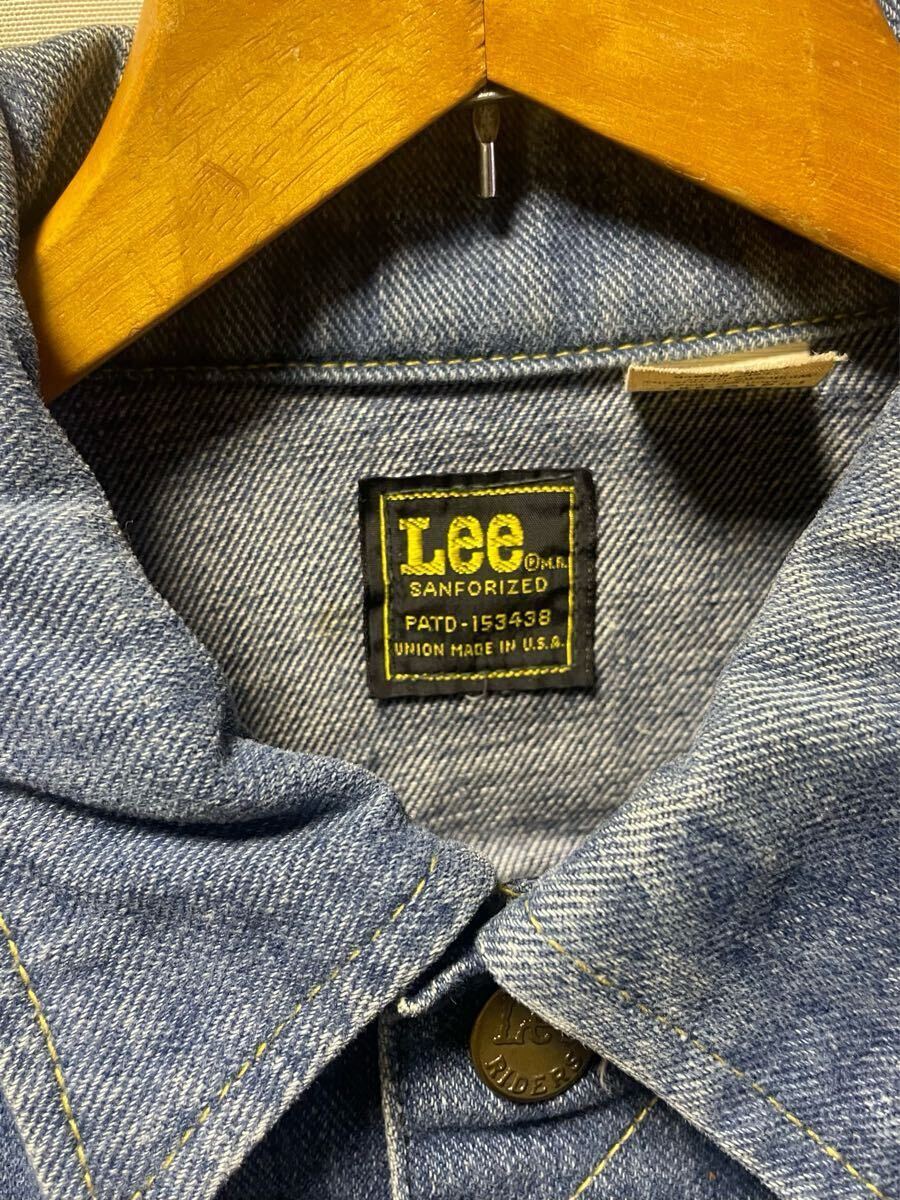 Lee ® M.R.
SANFORIZED
PATD-153438
UNION MADE IN U.S.A.
Lee
RIDERS